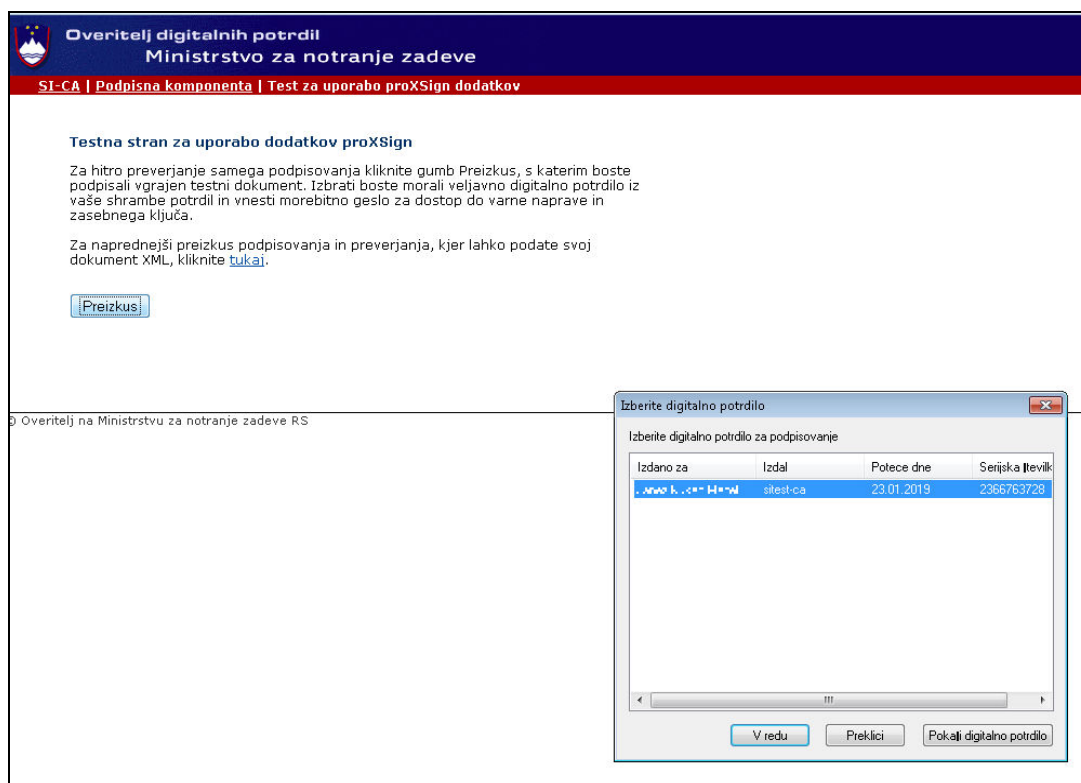 Overitelj digitalnih potrdil
Ministrstvo za notranje zadeve
SI-CA | Podpisna komponenta | Test za uporabo proXSign dodatkov
Testna stran za uporabo dodatkov proXSign
Za hitro preverjanje samega podpisovanja kliknite gumb Preizkus, s katerim boste
podpisali vgrajen testni dokument. Izbrati boste morali veljavno digitalno potrdilo iz
vaše shrambe potrdil in vnesti morebitno geslo za dostop do varne naprave in
zasebnega ključa.
Za naprednejši preizkus podpisovanja in preverjanja, kjer lahko podate svoj
dokument XML, kliknite tukaj.
Preizkus
© Overitelj na Ministrstvu za notranje zadeve RS
Izberite digitalno potrdilo
Izberite digitalno potrdilo za podpisovanje
Izdano za Izdal Potece dne Serijska
sitest-ca 23.01.2019 2366763728
V redu Preklici digitalno potrdilo